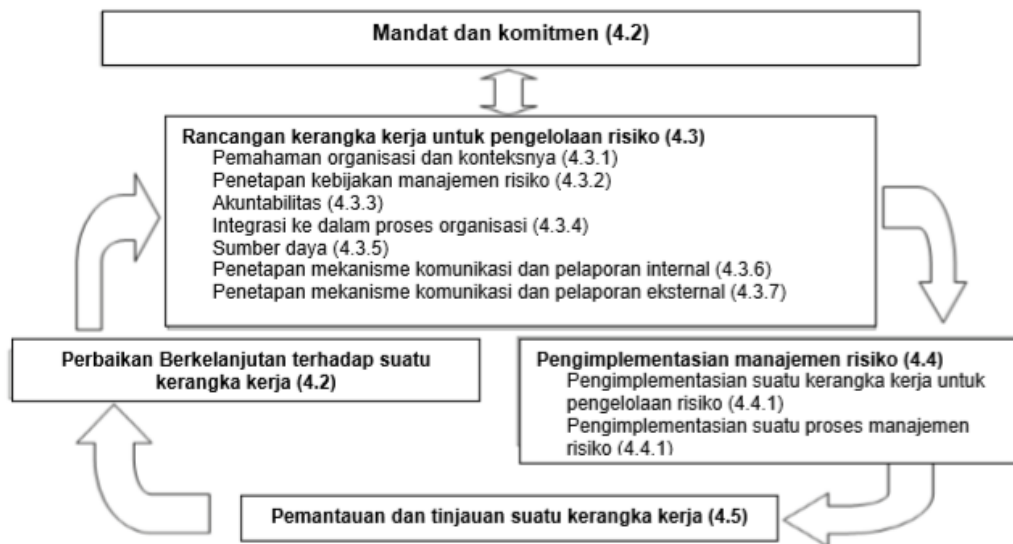 Mandat dan komitmen (4.2)
Rancangan kerangka kerja untuk pengelolaan risiko (4.3)
Pemahaman organisasi dan konteksnya (4.3.1)
Penetapan kebijakan manajemen risiko (4.3.2)
Akuntabilitas (4.3.3)
Integrasi ke dalam proses organisasi (4.3.4)
Sumber daya (4.3.5)
Penetapan mekanisme komunikasi dan pelaporan internal (4.3.6)
Penetapan mekanisme komunikasi dan pelaporan eksternal (4.3.7)
Perbaikan Berkelanjutan terhadap suatu
kerangka kerja (4.2)
Pengimplementasian manajemen risiko (4.4)
Pengimplementasian suatu kerangka kerja untuk
pengelolaan risiko (4.4.1)
Pengimplementasian suatu proses manajemen
risiko (4.4.1)
Pemantauan dan tinjauan suatu kerangka kerja (4.5)